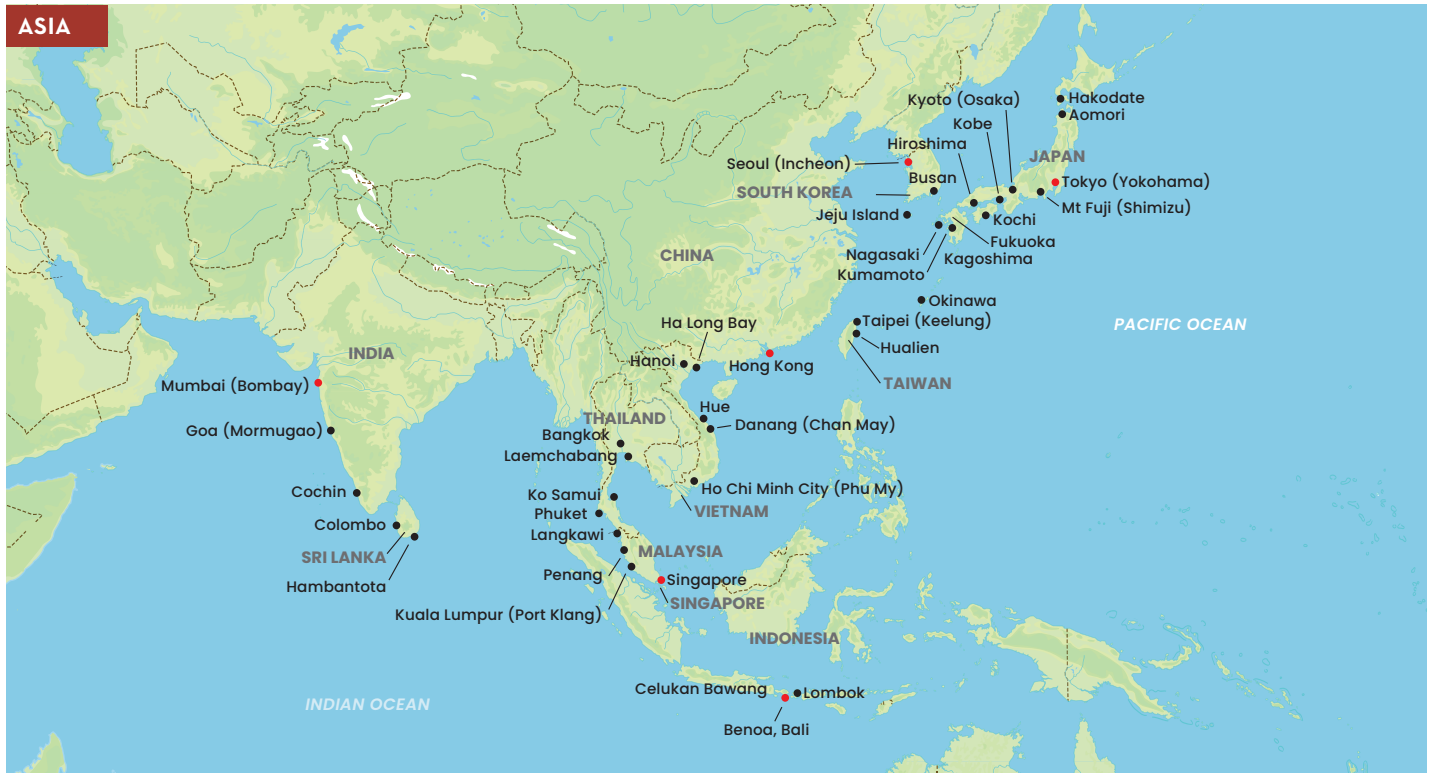 ASIA
Hakodate
Kyoto (Osaka)
Aomori
Kobe
Hiroshima
JAPAN
Seoul (Incheon)
Busan
Tokyo (Yokohama)
SOUTH KOREA
Mt Fuji (Shimizu)
Jeju Island
Kochi
Fukuoka
Nagasaki
Kagoshima
CHINA
Kumamoto
Okinawa
Taipei (Keelung)
PACIFIC OCEAN
Ha Long Bay
Hualien
INDIA
Hanoi
Hong Kong
TAIWAN
Mumbai (Bombay)
Hue
THAILAND
Danang (Chan May)
Goa (Mormugao)
Bangkok
Laemchabang
Cochin
Ko Samui
Ho Chi Minh City (Phu My)
Phuket
VIETNAM
Colombo
Langkawi
SRI LANKA
MALAYSIA
Penang
Singapore
Hambantota
SINGAPORE
Kuala Lumpur (Port Klang)
INDONESIA
Celukan Bawang
Lombok
INDIAN OCEAN
Benoa, Bali